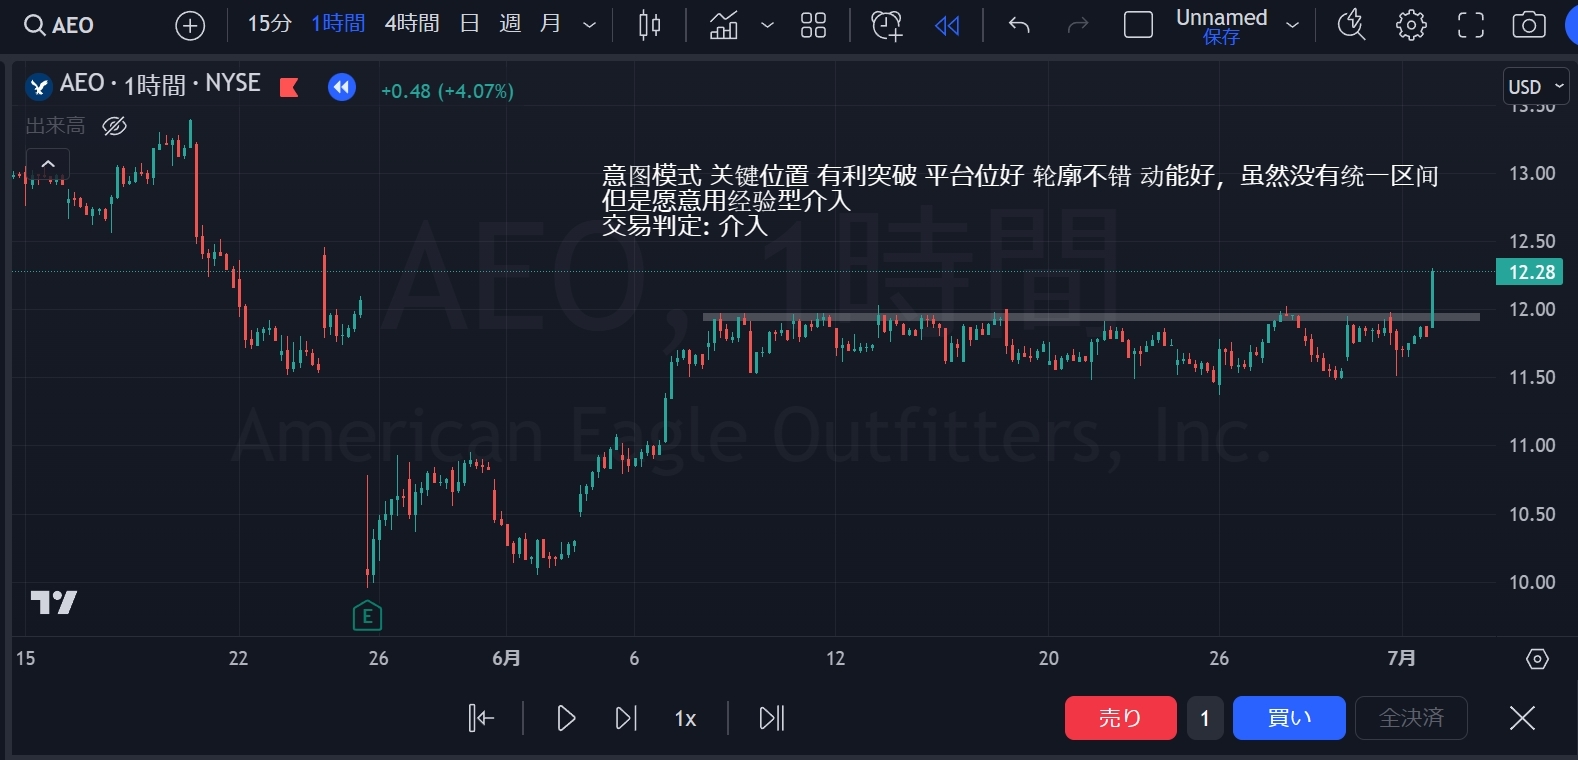 AEO
15分 1時間 4時間 日 週 月
Unnamed
保存
AEO · 1時間 · NYSE
+0.48 (+4.07%)
USD
出来高
意图模式 关键位置 有利突破 平台位好 轮廓不错 动能好，虽然没有统一区间
但是愿意用经验型介入
交易判定: 介入
AEO, 1時間
American Eagle Outfitters, Inc.
13.50
13.00
12.50
12.28
12.00
11.50
11.00
10.50
10.00
E
15 22 26 6月 6 12 20 26 7月
1x
売り 1 買い 全決済